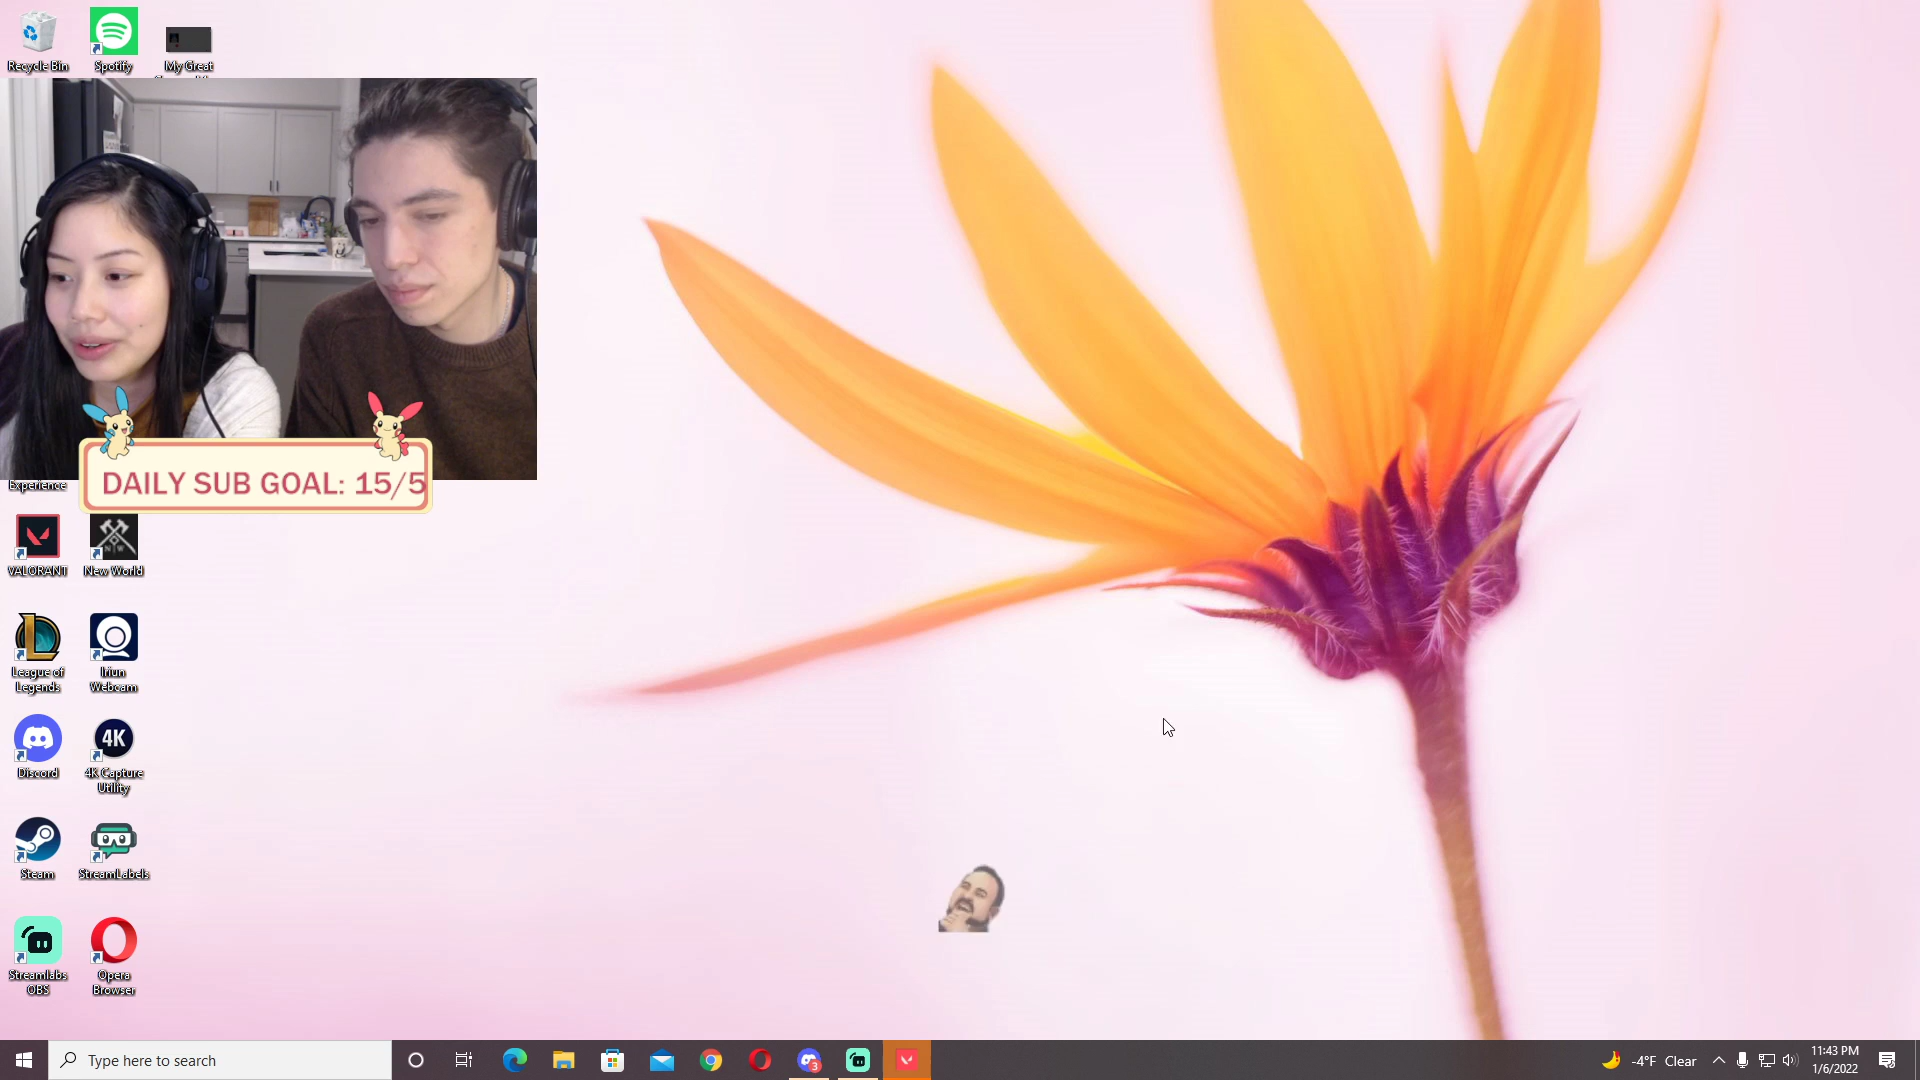 Recycle Bin
Spotify
My Great
DAILY SUB GOAL: 15/5
Experience
VALORANT
New World
League of
Legends
Iriun
Webcam
Discord
4K
4K Capture
Utility
Steam
StreamLabels
Streamlabs
OBS
Opera
Browser
Type here to search
3
-4°F Clear
11:43 PM
1/6/2022